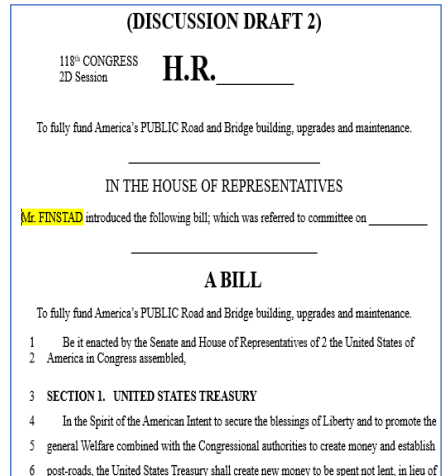 (DISCUSSION DRAFT 2)
118th CONGRESS
2D Session
H.R.________
To fully fund America's PUBLIC Road and Bridge building, upgrades and maintenance.
IN THE HOUSE OF REPRESENTATIVES
Mr. FINSTAD introduced the following bill; which was referred to committee on ________
A BILL
To fully fund America's PUBLIC Road and Bridge building, upgrades and maintenance.
1 Be it enacted by the Senate and House of Representatives of 2 the United States of
2 America in Congress assembled,
3 SECTION 1. UNITED STATES TREASURY
4 In the Spirit of the American Intent to secure the blessings of Liberty and to promote the
5 general Welfare combined with the Congressional authorities to create money and establish
6 post-roads, the United States Treasury shall create new money to be spent not lent, in lieu of